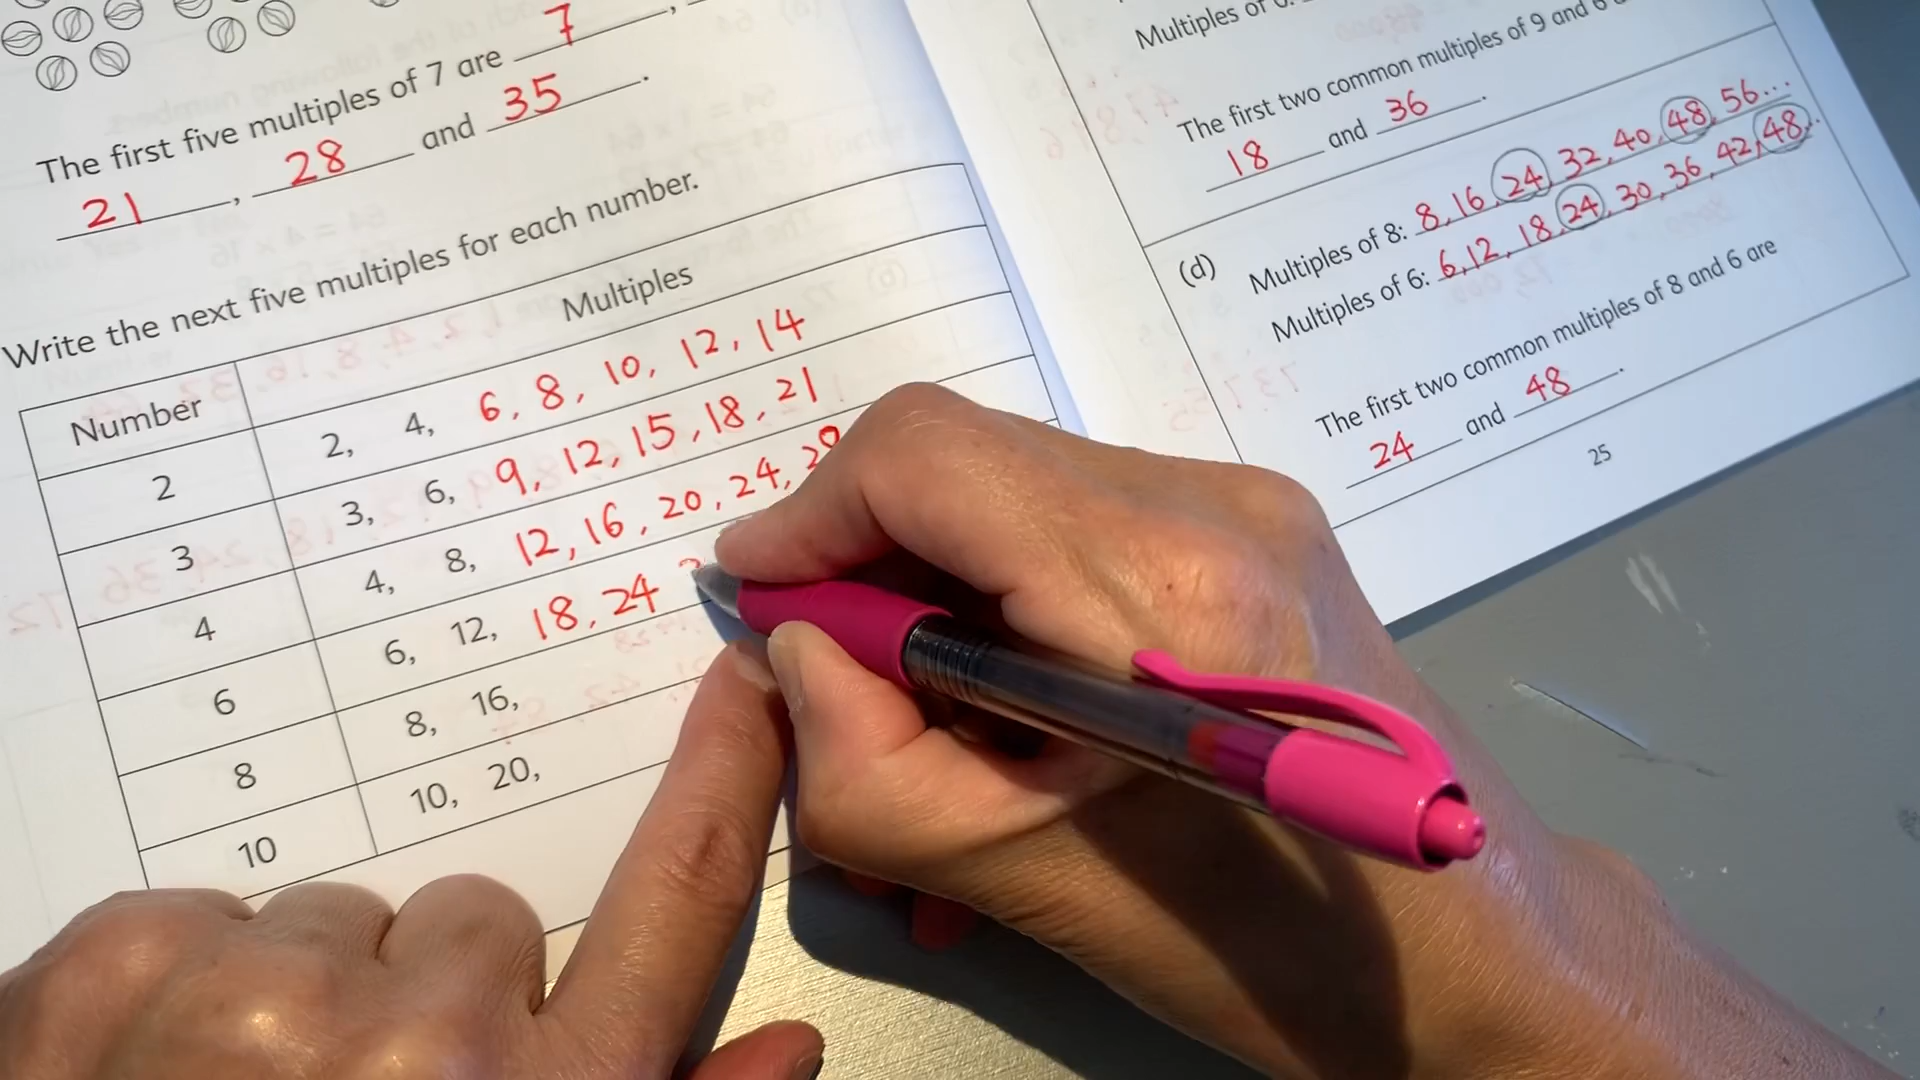 The first five multiples of 7 are 7 ,
21 , 28 and 35 .
Write the next five multiples for each number.
Number Multiples
2 2, 4, 6, 8, 10, 12, 14
3 3, 6, 9, 12, 15, 18, 21
4 4, 8, 12, 16, 20, 24, 28
6 6, 12, 18, 24
8 8, 16,
10 10, 20,
Multiples of
The first two common multiples of 9 and 6
18 and 36 .
(d) Multiples of 8: 8, 16, 24, 32, 40, 48, 56...
Multiples of 6: 6, 12, 18, 24, 30, 36, 42, 48..
The first two common multiples of 8 and 6 are
24 and 48 .
25